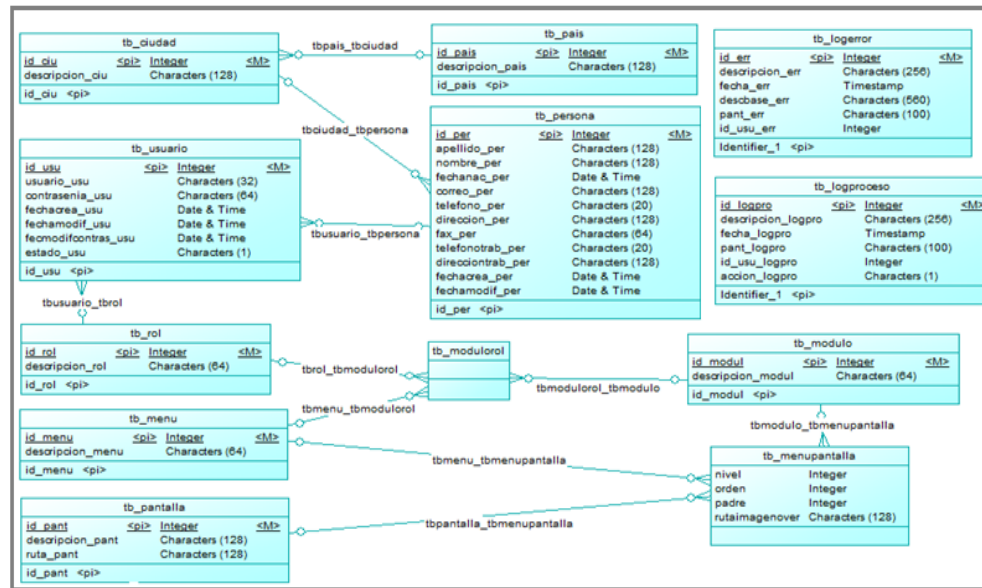 tb_ciudad
id_ciu <pi> Integer <M>
descripcion_ciu Characters (128)
id_ciu <pi>
tbpais_tbciudad
tb_pais
id_pais <pi> Integer <M>
descripcion_pais Characters (128)
id_pais <pi>
tb_logerror
id_err <pi> Integer <M>
descripcion_err Characters (256)
fecha_err Timestamp
descbase_err Characters (560)
pant_err Characters (100)
id_usu_err Integer
Identifier_1 <pi>
tbciudad_tbpersona
tb_usuario
id_usu <pi> Integer <M>
usuario_usu Characters (32)
contrasenia_usu Characters (64)
fechacrea_usu Date & Time
fechamodif_usu Date & Time
fecmodifcontras_usu Date & Time
estado_usu Characters (1)
id_usu <pi>
tbusuario_tbpersona
tb_persona
id_per <pi> Integer <M>
apellido_per Characters (128)
nombre_per Characters (128)
fechanac_per Date & Time
correo_per Characters (128)
telefono_per Characters (20)
direccion_per Characters (128)
fax_per Characters (64)
telefonotrab_per Characters (20)
direcciontrab_per Characters (128)
fechacrea_per Date & Time
fechamodif_per Date & Time
id_per <pi>
tb_logproceso
id_logpro <pi> Integer <M>
descripcion_logpro Characters (256)
fecha_logpro Timestamp
pant_logpro Characters (100)
id_usu_logpro Integer
accion_logpro Characters (1)
Identifier_1 <pi>
tbusuario_tbrol
tb_rol
id_rol <pi> Integer <M>
descripcion_rol Characters (64)
id_rol <pi>
tbrol_tbmodulorol
tb_modulorol
tbmodulorol_tbmodulo
tb_modulo
id_modul <pi> Integer <M>
descripcion_modul Characters (64)
id_modul <pi>
tbmenu_tbmodulorol
tb_menu
id_menu <pi> Integer <M>
descripcion_menu Characters (64)
id_menu <pi>
tbmodulo_tbmenupantalla
tbmenu_tbmenupantalla
tb_menupantalla
nivel Integer
orden Integer
padre Integer
rutaimagenover Characters (128)
tb_pantalla
id_pant <pi> Integer <M>
descripcion_pant Characters (128)
ruta_pant Characters (128)
id_pant <pi>
tbpantalla_tbmenupantalla